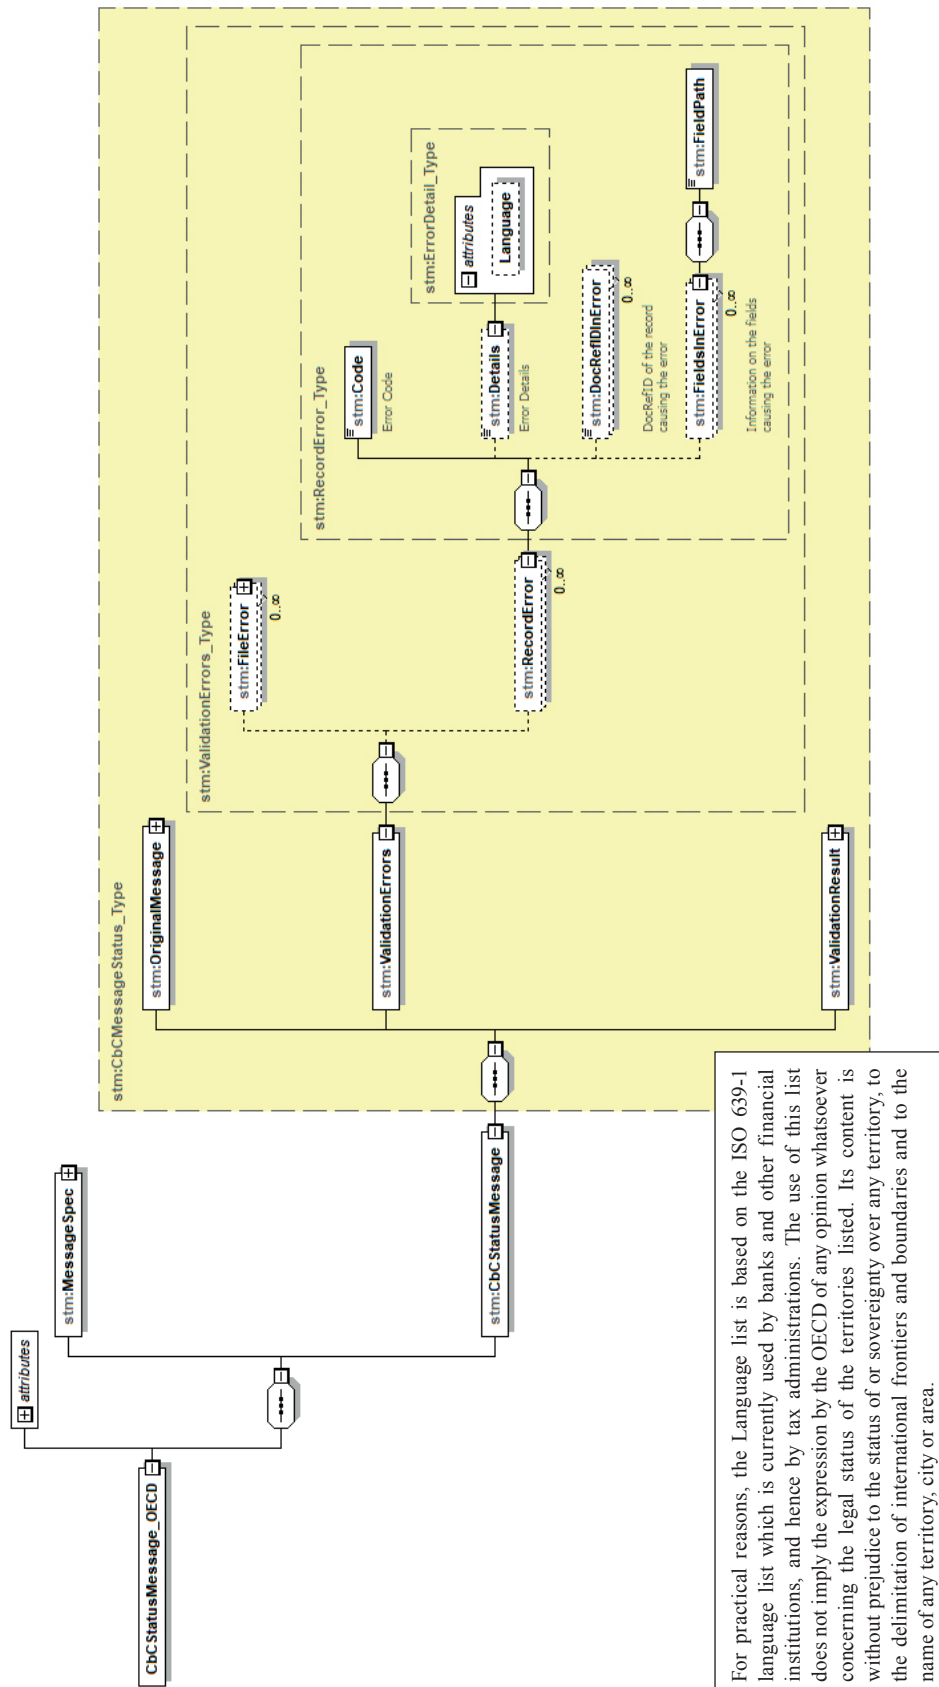 CbCStatusMessage_OECD
attributes
stm:MessageSpec
stm:CbCStatusMessage
stm:CbCMessageStatus_Type
stm:OriginalMessage
stm:ValidationErrors
stm:ValidationResult
stm:ValidationErrors_Type
stm:FileError
0..∞
stm:RecordError
0..∞
stm:RecordError_Type
stm:Code
Error Code
stm:Details
Error Details
stm:ErrorDetail_Type
attributes
Language
stm:DocRefIDInError
0..∞
DocRefID of the record
causing the error
stm:FieldsInError
0..∞
Information on the fields
causing the error
stm:FieldPath
For practical reasons, the Language list is based on the ISO 639-1
language list which is currently used by banks and other financial
institutions, and hence by tax administrations. The use of this list
does not imply the expression by the OECD of any opinion whatsoever
concerning the legal status of the territories listed. Its content is
without prejudice to the status of or sovereignty over any territory, to
the delimitation of international frontiers and boundaries and to the
name of any territory, city or area.